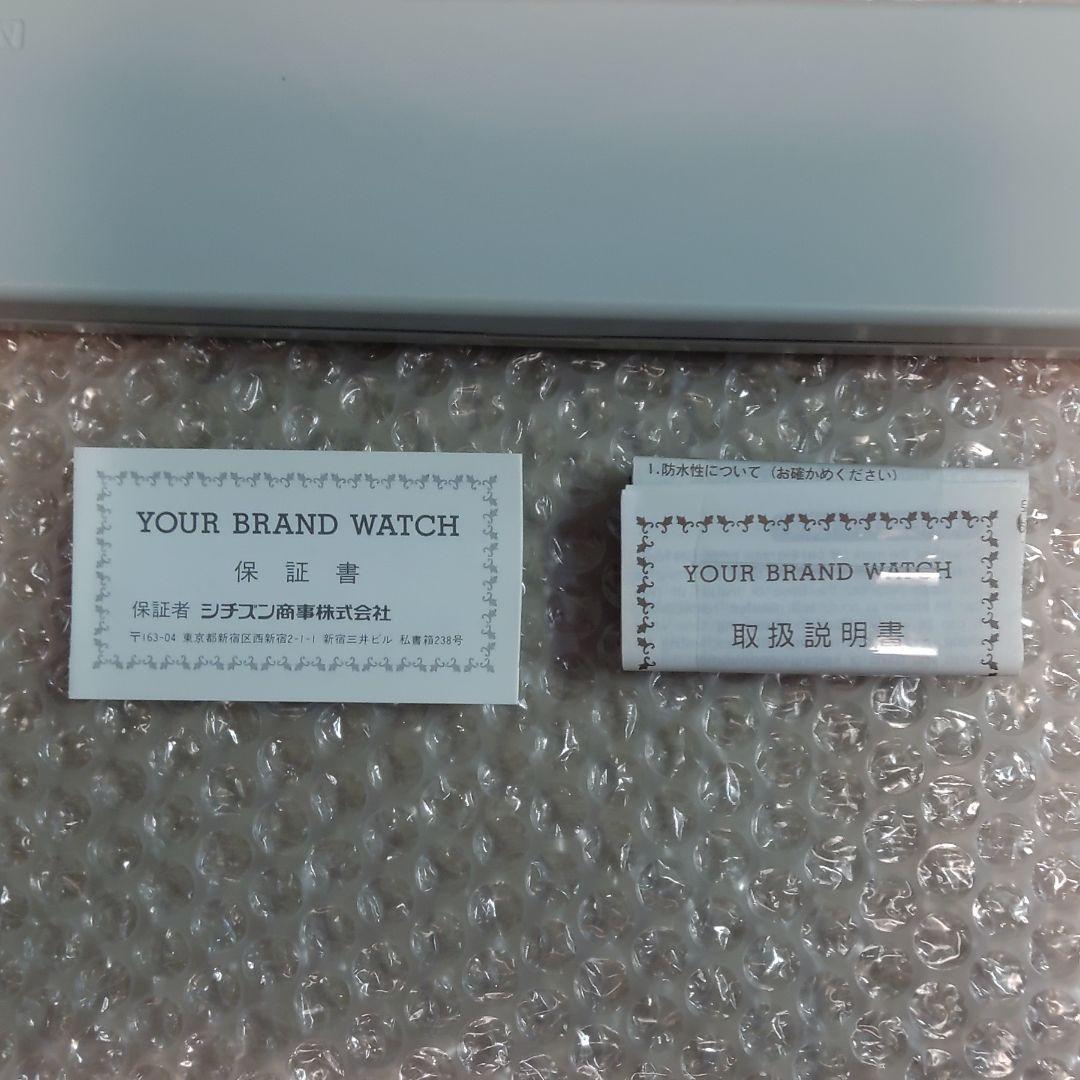 YOUR BRAND WATCH
保証書
保証者 シチズン商事株式会社
〒163-04 東京都新宿区西新宿2-1-1 新宿三井ビル 私書箱238号
1.防水性について（お確かめください）
YOUR BRAND WATCH
取扱説明書